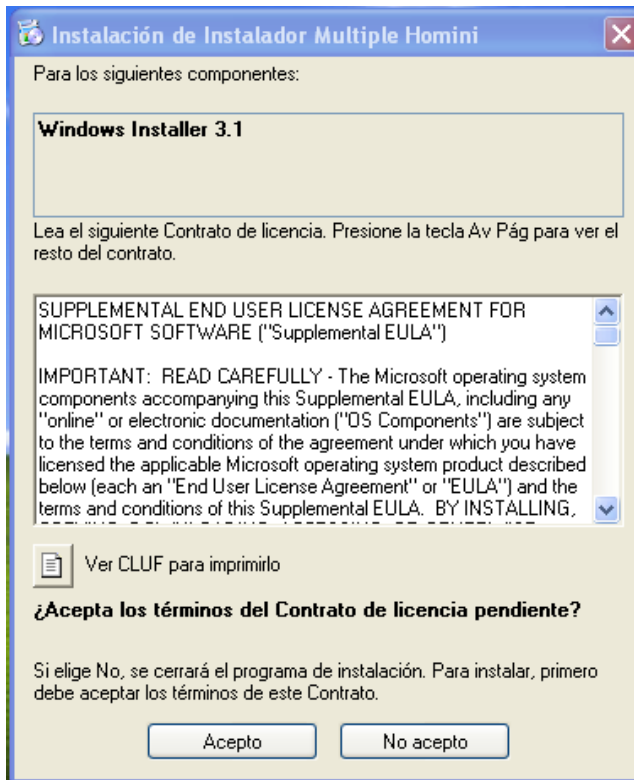 Instalación de Instalador Multiple Homini
Para los siguientes componentes:
Windows Installer 3.1
Lea el siguiente Contrato de licencia. Presione la tecla Av Pág para ver el
resto del contrato.
SUPPLEMENTAL END USER LICENSE AGREEMENT FOR
MICROSOFT SOFTWARE ("Supplemental EULA")
IMPORTANT: READ CAREFULLY - The Microsoft operating system
components accompanying this Supplemental EULA, including any
"online" or electronic documentation ("OS Components") are subject
to the terms and conditions of the agreement under which you have
licensed the applicable Microsoft operating system product described
below (each an "End User License Agreement" or "EULA") and the
terms and conditions of this Supplemental EULA. BY INSTALLING,
Ver CLUF para imprimirlo
¿Acepta los términos del Contrato de licencia pendiente?
Si elige No, se cerrará el programa de instalación. Para instalar, primero
debe aceptar los términos de este Contrato.
Acepto
No acepto